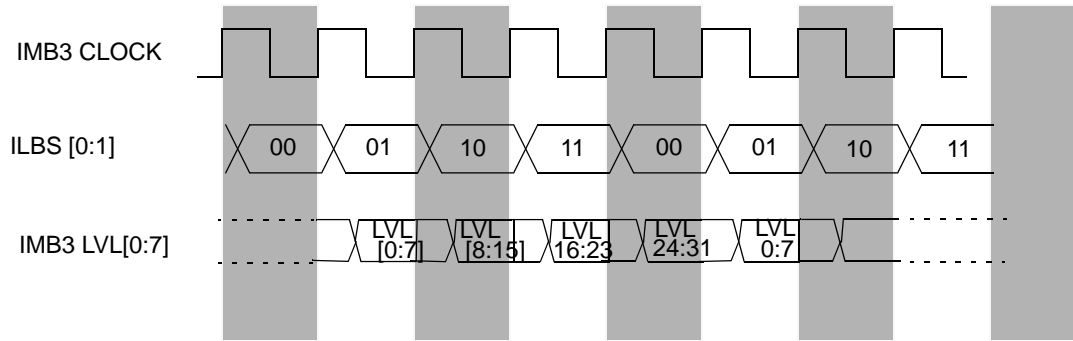 IMB3 CLOCK
ILBS [0:1]
00 01 10 11 00 01 10 11
IMB3 LVL[0:7]
LVL LVL LVL LVL LVL
[0:7] [8:15] 16:23 24:31 0:7